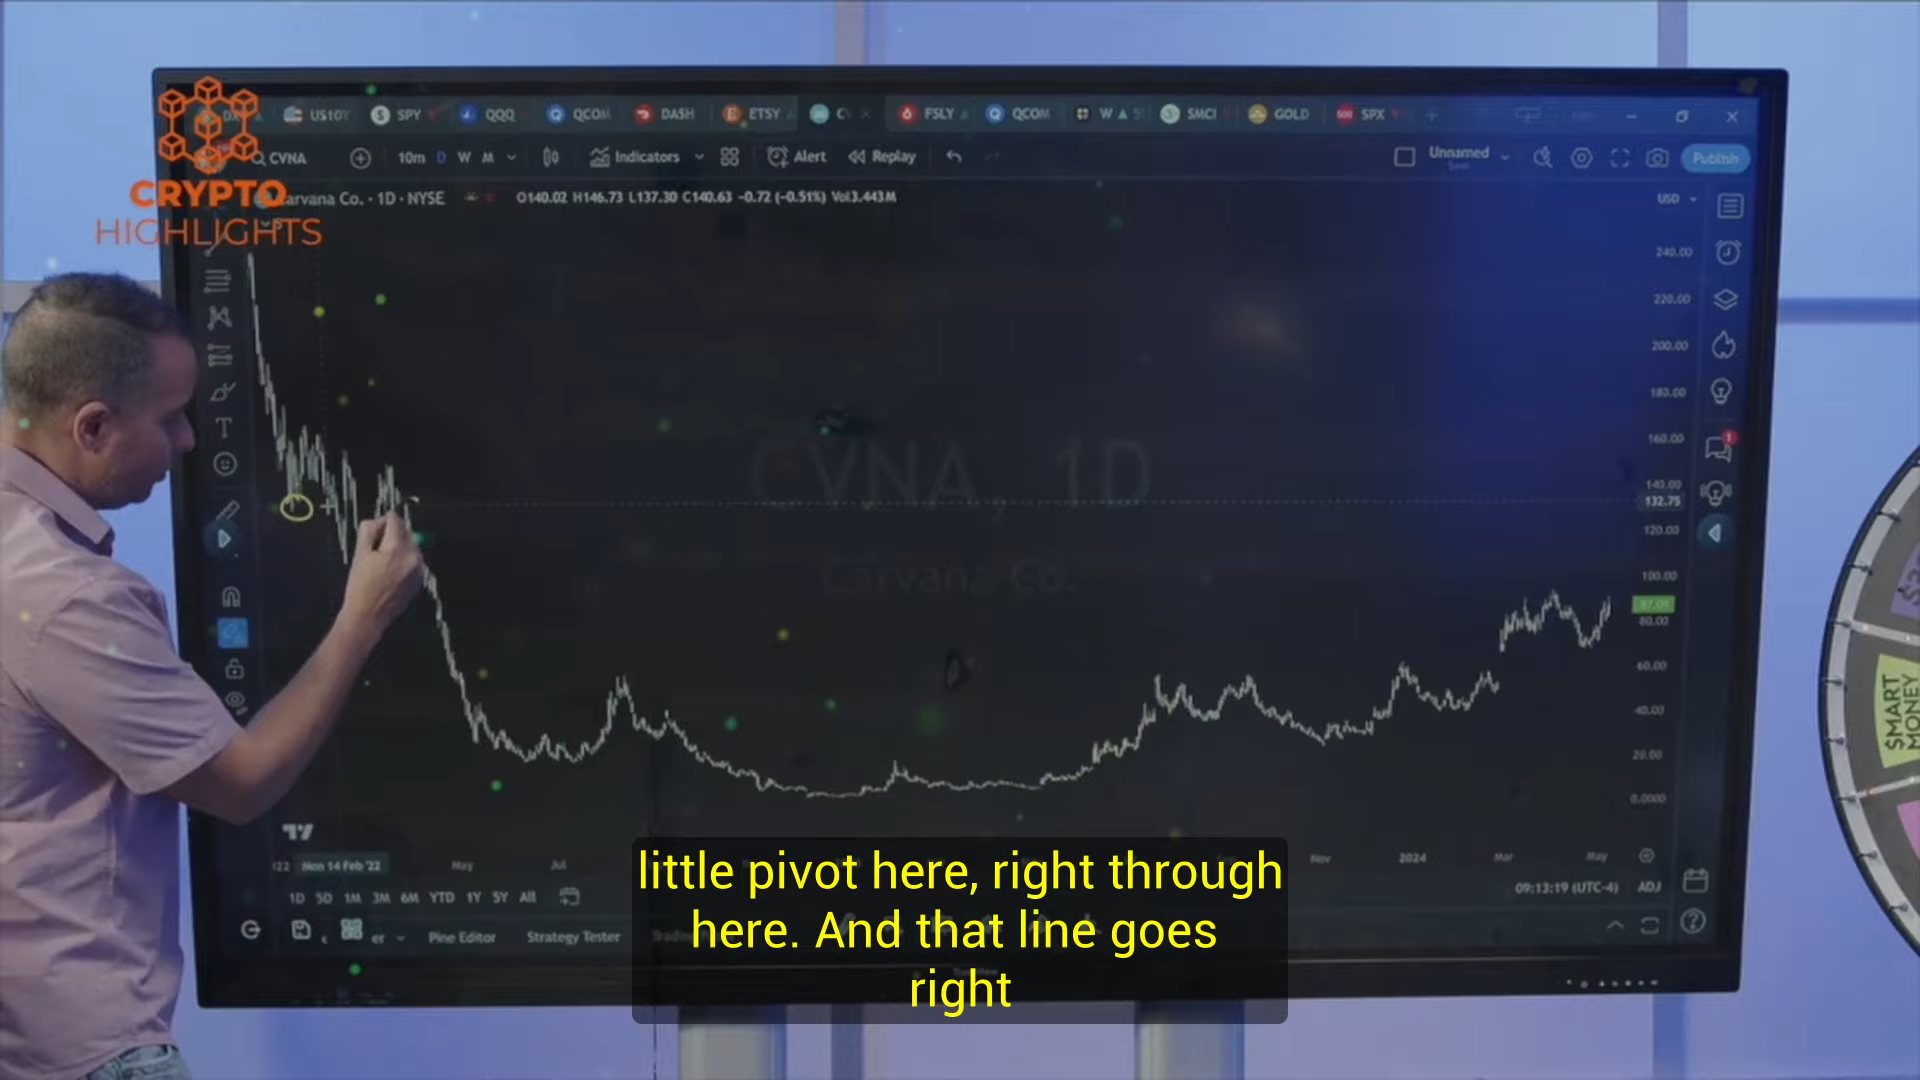 US10Y SPY QQQ QCOM DASH ETSY FSLY QCOM W SMCI GOLD SPX
CVNA 10m D W M Indicators Alert Replay Unnamed Publish
Save
CRYPTO
HIGHLIGHTS
arvana Co. · 1D · NYSE O140.02 H146.73 L137.30 C140.63 −0.72 (−0.51%) Vol3.443M
USD
240.00
220.00
200.00
180.00
160.00
140.00
132.75
120.00
100.00
80.00
60.00
40.00
20.00
0.0000
CVNA, 1D
Carvana Co.
$MART
MONEY
Mon 14 Feb '22 May Jul Nov 2024 Mar May
1D 5D 1M 3M 6M YTD 1Y 5Y All 09:13:19 (UTC-4) ADJ
Pine Editor Strategy Tester
little pivot here, right through
here. And that line goes
right